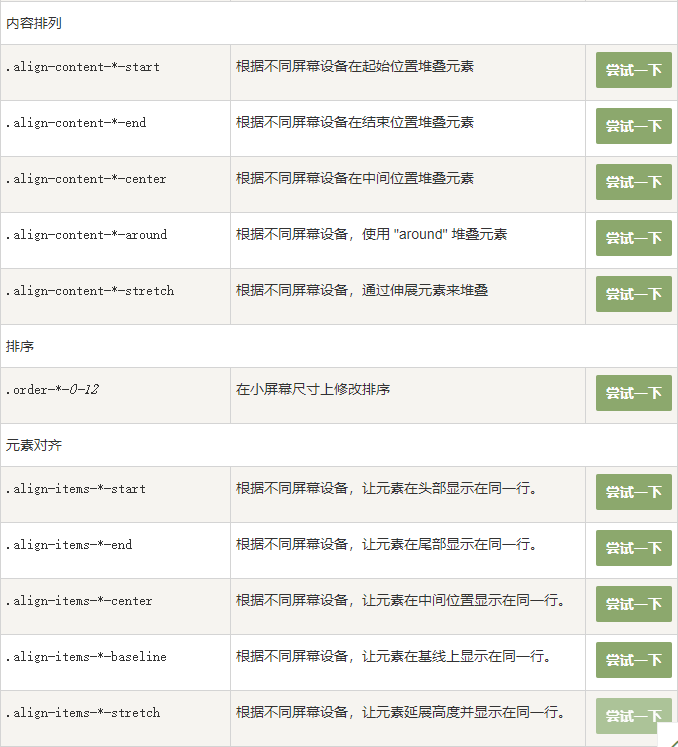 内容排列
.align-content-*-start 根据不同屏幕设备在起始位置堆叠元素 尝试一下
.align-content-*-end 根据不同屏幕设备在结束位置堆叠元素 尝试一下
.align-content-*-center 根据不同屏幕设备在中间位置堆叠元素 尝试一下
.align-content-*-around 根据不同屏幕设备，使用 "around" 堆叠元素 尝试一下
.align-content-*-stretch 根据不同屏幕设备，通过伸展元素来堆叠 尝试一下
排序
.order-*-0-12 在小屏幕尺寸上修改排序 尝试一下
元素对齐
.align-items-*-start 根据不同屏幕设备，让元素在头部显示在同一行。 尝试一下
.align-items-*-end 根据不同屏幕设备，让元素在尾部显示在同一行。 尝试一下
.align-items-*-center 根据不同屏幕设备，让元素在中间位置显示在同一行。 尝试一下
.align-items-*-baseline 根据不同屏幕设备，让元素在基线上显示在同一行。 尝试一下
.align-items-*-stretch 根据不同屏幕设备，让元素延展高度并显示在同一行。 尝试一下